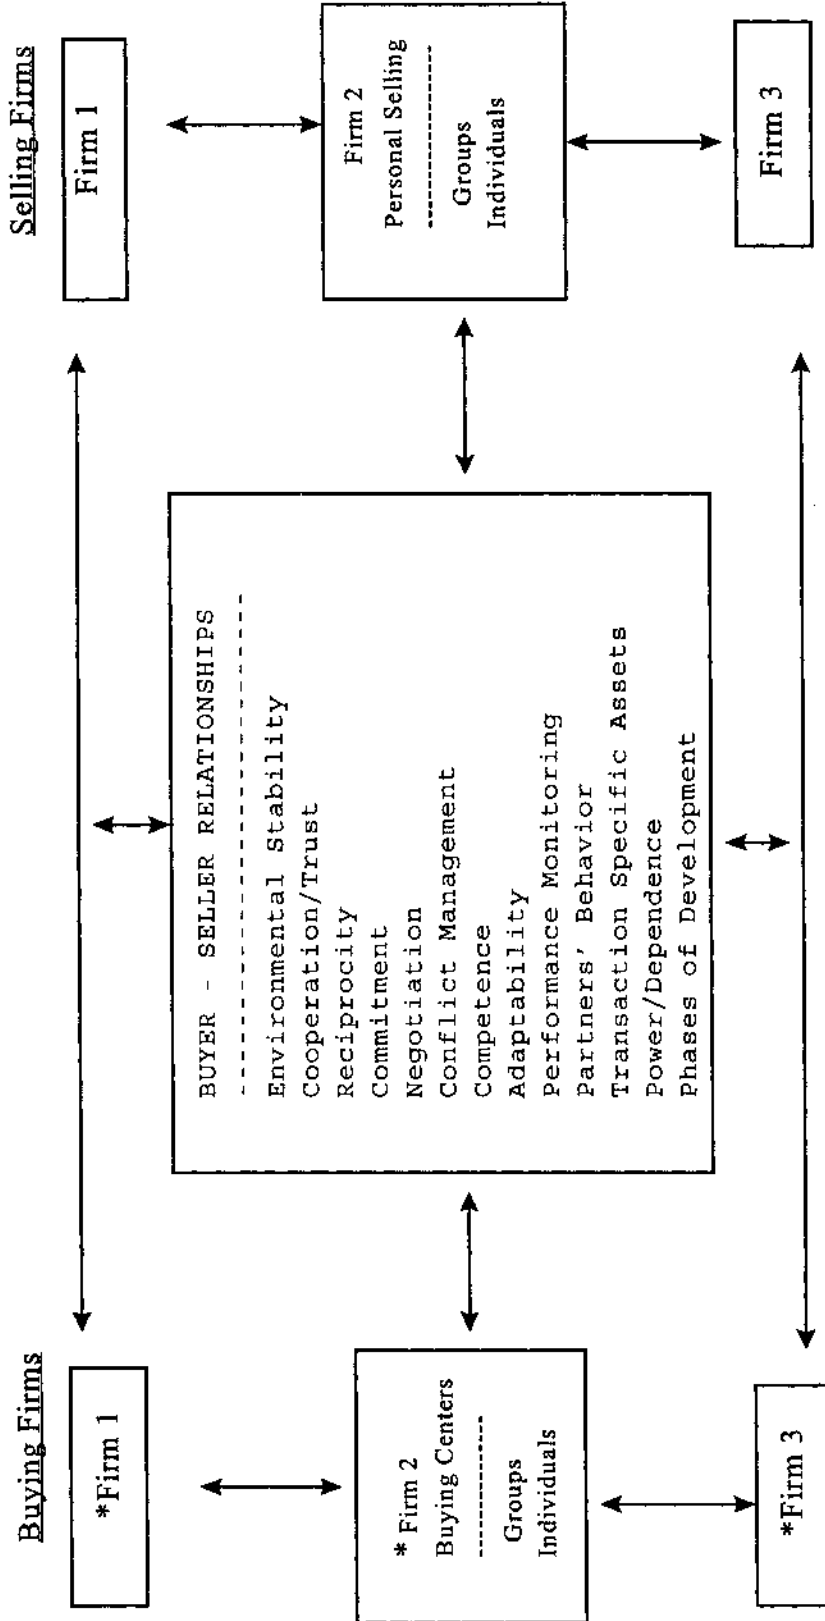 Buying Firms
*Firm 1
* Firm 2
Buying Centers
-----------
Groups
Individuals
*Firm 3
BUYER - SELLER RELATIONSHIPS
-----------------------------
Environmental Stability
Cooperation/Trust
Reciprocity
Commitment
Negotiation
Conflict Management
Competence
Adaptability
Performance Monitoring
Partners' Behavior
Transaction Specific Assets
Power/Dependence
Phases of Development
Selling Firms
Firm 1
Firm 2
Personal Selling
----------------
Groups
Individuals
Firm 3